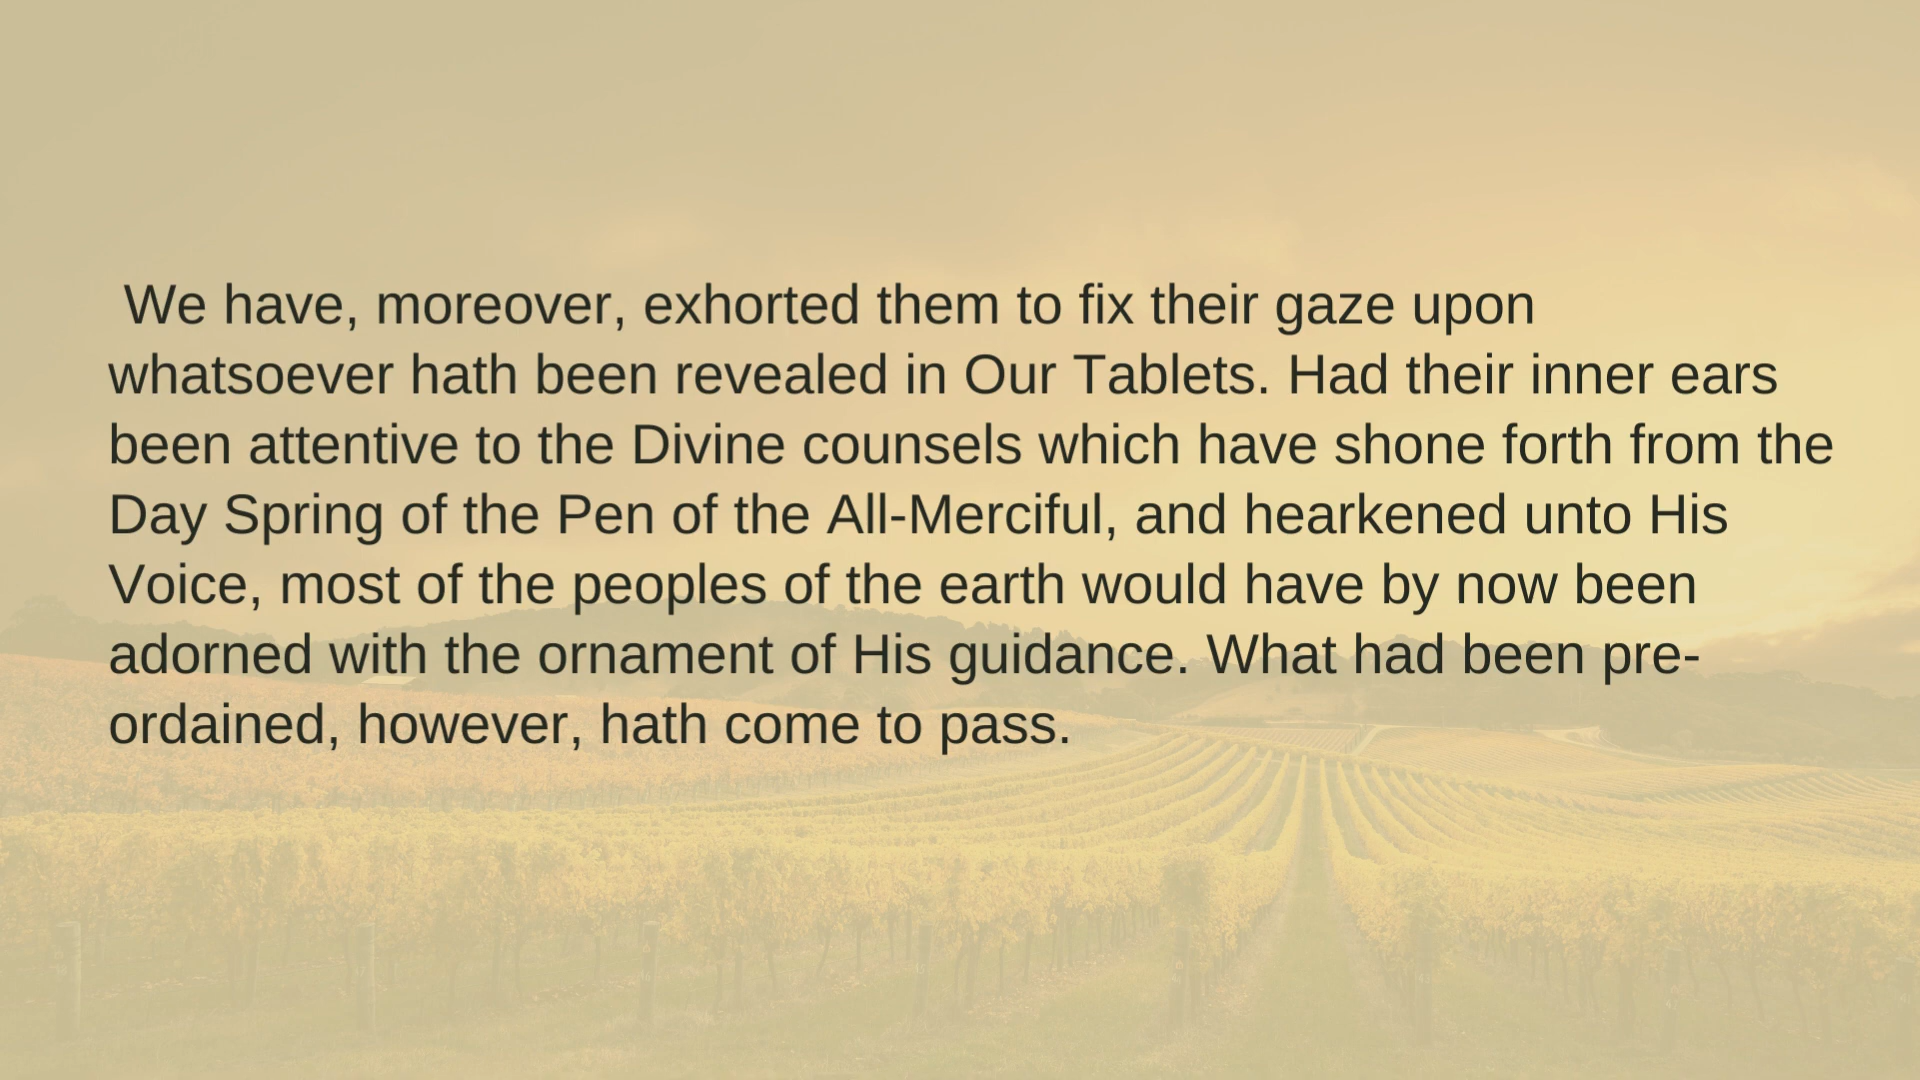 We have, moreover, exhorted them to fix their gaze upon
whatsoever hath been revealed in Our Tablets. Had their inner ears
been attentive to the Divine counsels which have shone forth from the
Day Spring of the Pen of the All-Merciful, and hearkened unto His
Voice, most of the peoples of the earth would have by now been
adorned with the ornament of His guidance. What had been pre-
ordained, however, hath come to pass.